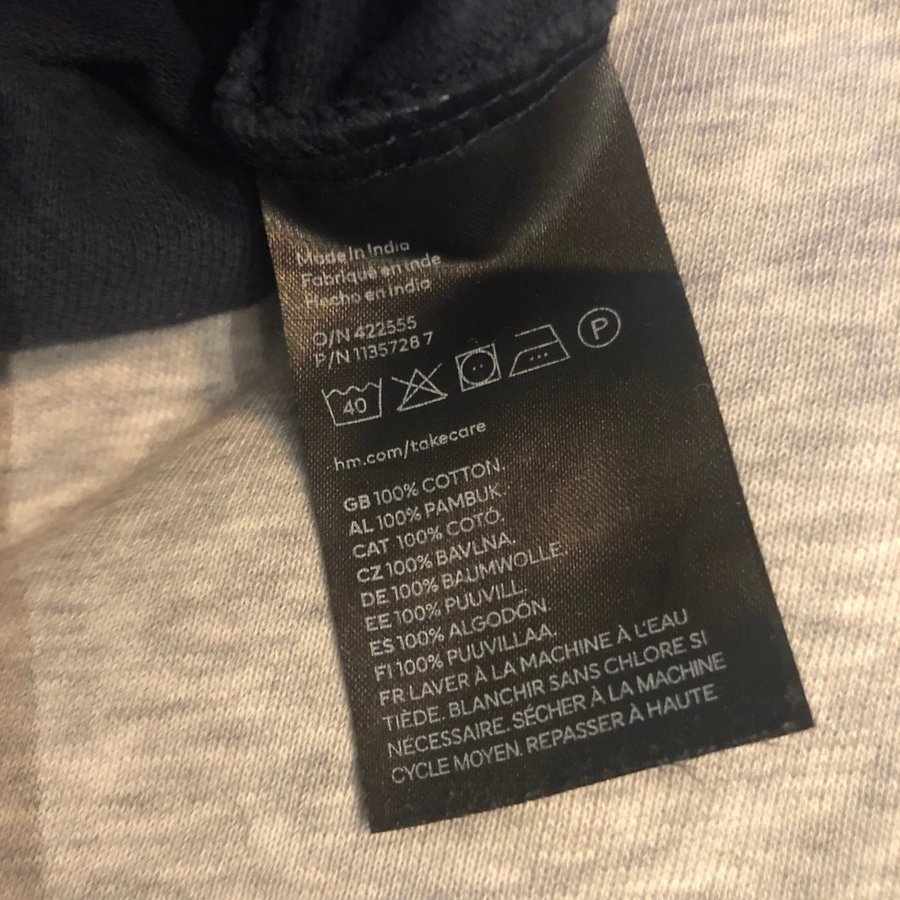 Made in India
Fabriqué en Inde
Hecho en india
O/N 422555
P/N 1135728 7
40
P
hm.com/takecare
GB 100% COTTON.
AL 100% PAMBUK.
CAT 100% COTÓ.
CZ 100% BAVLNA.
DE 100% BAUMWOLLE.
EE 100% PUUVILL
ES 100% ALGODÓN
FI 100% PUUVILLAA.
FR LAVER À LA MACHINE À L'EAU
TIÈDE. BLANCHIR SANS CHLORE SI
NÉCESSAIRE. SÉCHER À LA MACHINE
CYCLE MOYEN. REPASSER À HAUTE